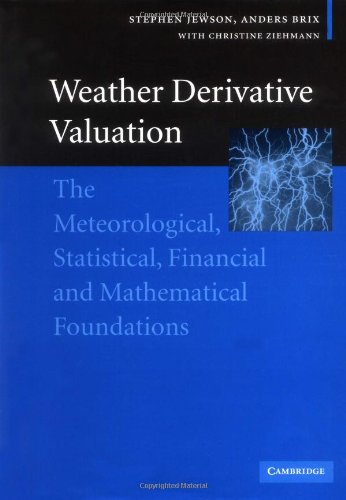 STEPHEN JEWSON, ANDERS BRIX
WITH CHRISTINE ZIEHMANN
Weather Derivative
Valuation
The
Meteorological,
Statistical, Financial
and Mathematical
Foundations
CAMBRIDGE